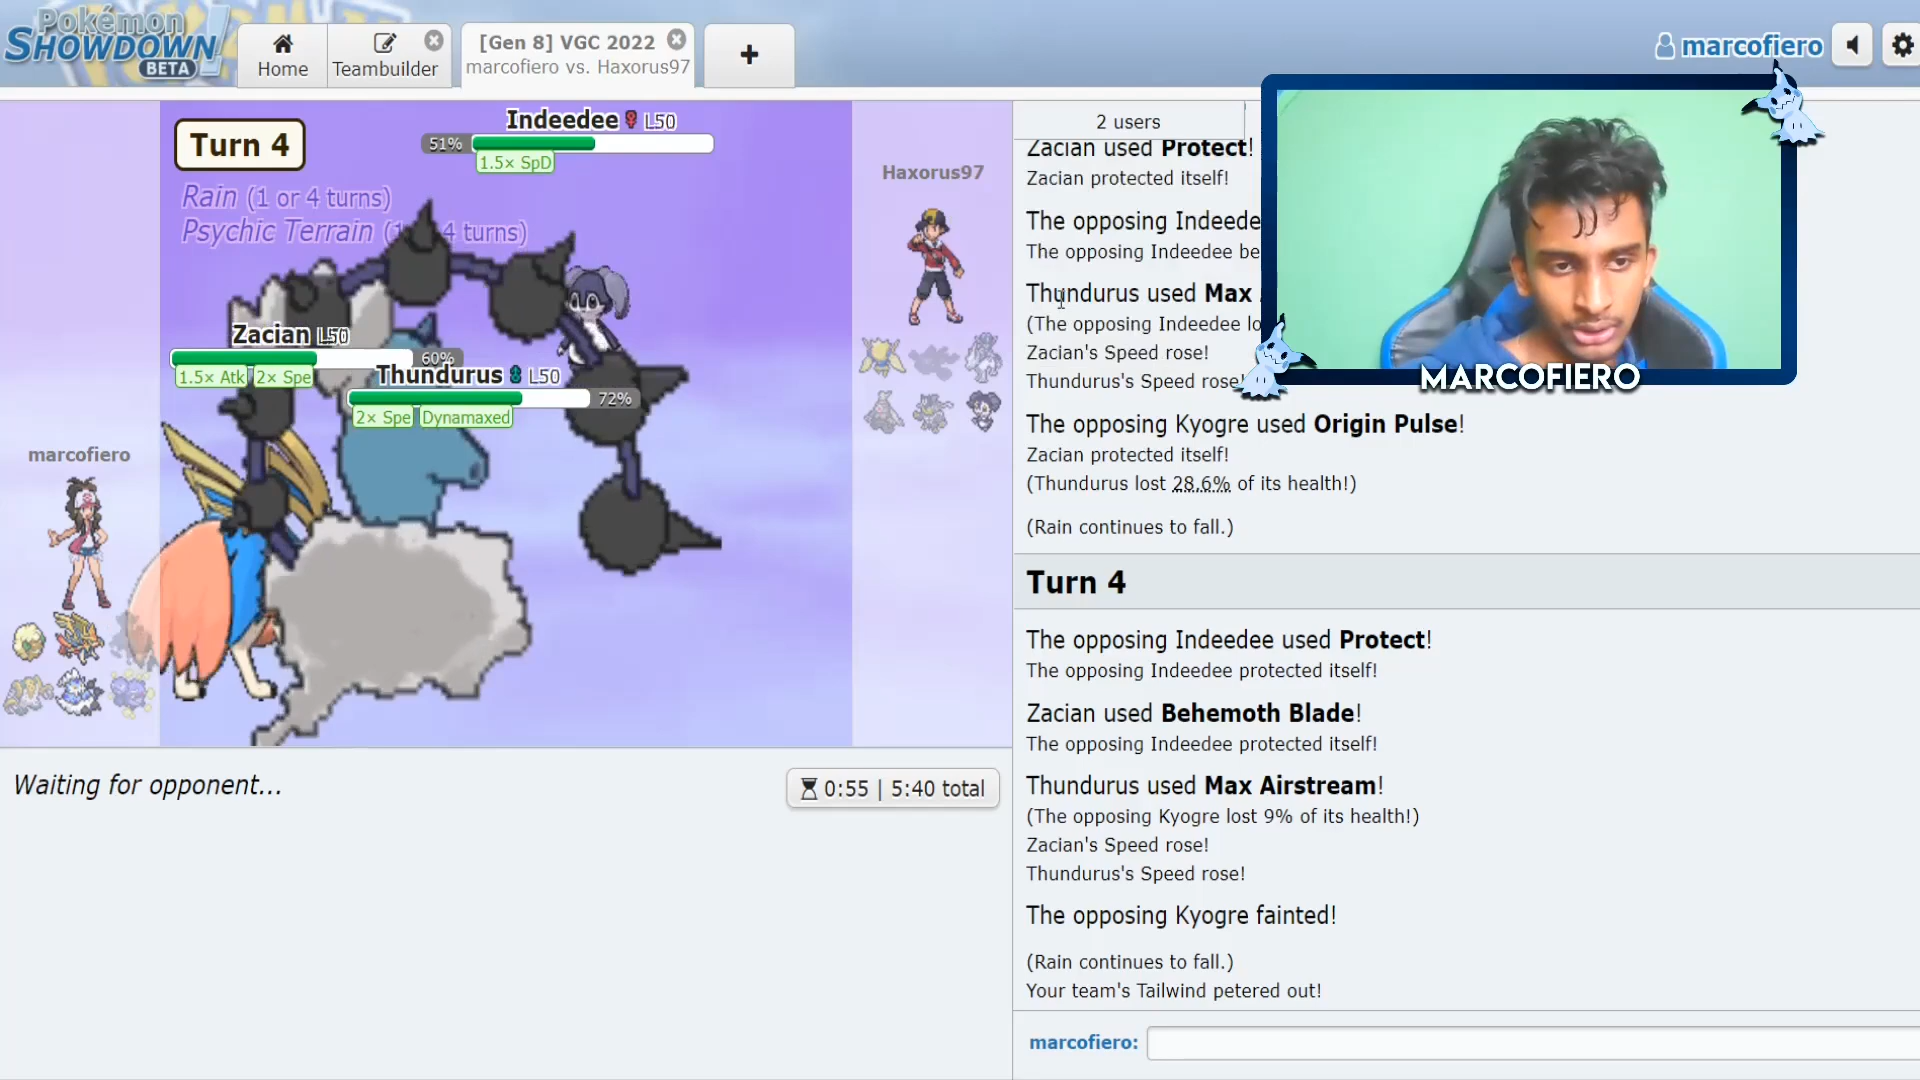 Pokémon
SHOWDOWN!
BETA
Home
Teambuilder
[Gen 8] VGC 2022
marcofiero vs. Haxorus97
+
marcofiero
Turn 4
Rain (1 or 4 turns)
Psychic Terrain (1 4 turns)
Indeedee L50
51%
1.5× SpD
Zacian L50
60%
1.5× Atk 2× Spe
Thundurus L50
72%
2× Spe Dynamaxed
marcofiero
Haxorus97
Waiting for opponent...
0:55 | 5:40 total
2 users
Zacian used Protect!
Zacian protected itself!
The opposing Indeede
The opposing Indeedee be
Thundurus used Max
(The opposing Indeedee lo
Zacian's Speed rose!
Thundurus's Speed rose!
The opposing Kyogre used Origin Pulse!
Zacian protected itself!
(Thundurus lost 28.6% of its health!)
(Rain continues to fall.)
Turn 4
The opposing Indeedee used Protect!
The opposing Indeedee protected itself!
Zacian used Behemoth Blade!
The opposing Indeedee protected itself!
Thundurus used Max Airstream!
(The opposing Kyogre lost 9% of its health!)
Zacian's Speed rose!
Thundurus's Speed rose!
The opposing Kyogre fainted!
(Rain continues to fall.)
Your team's Tailwind petered out!
marcofiero:
MARCOFIERO